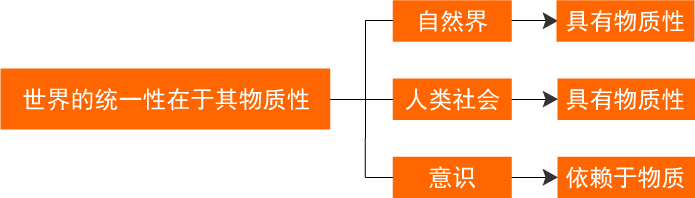 世界的统一性在于其物质性
自然界
具有物质性
人类社会
具有物质性
意识
依赖于物质